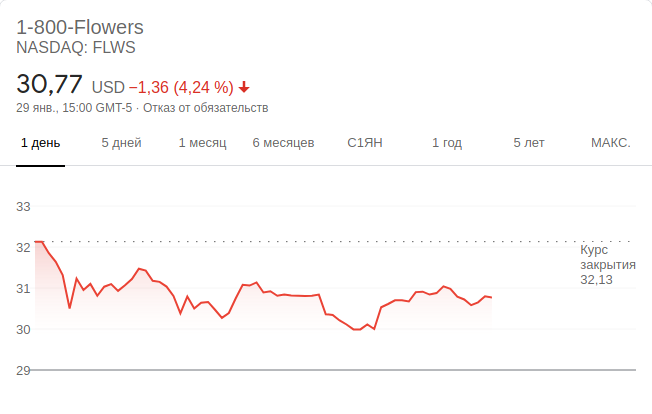 1-800-Flowers
NASDAQ: FLWS
30,77 USD −1,36 (4,24 %)
29 янв., 15:00 GMT-5 · Отказ от обязательств
1 день 5 дней 1 месяц 6 месяцев С1ЯН 1 год 5 лет МАКС.
33
32
Курс
закрытия
32,13
31
30
29